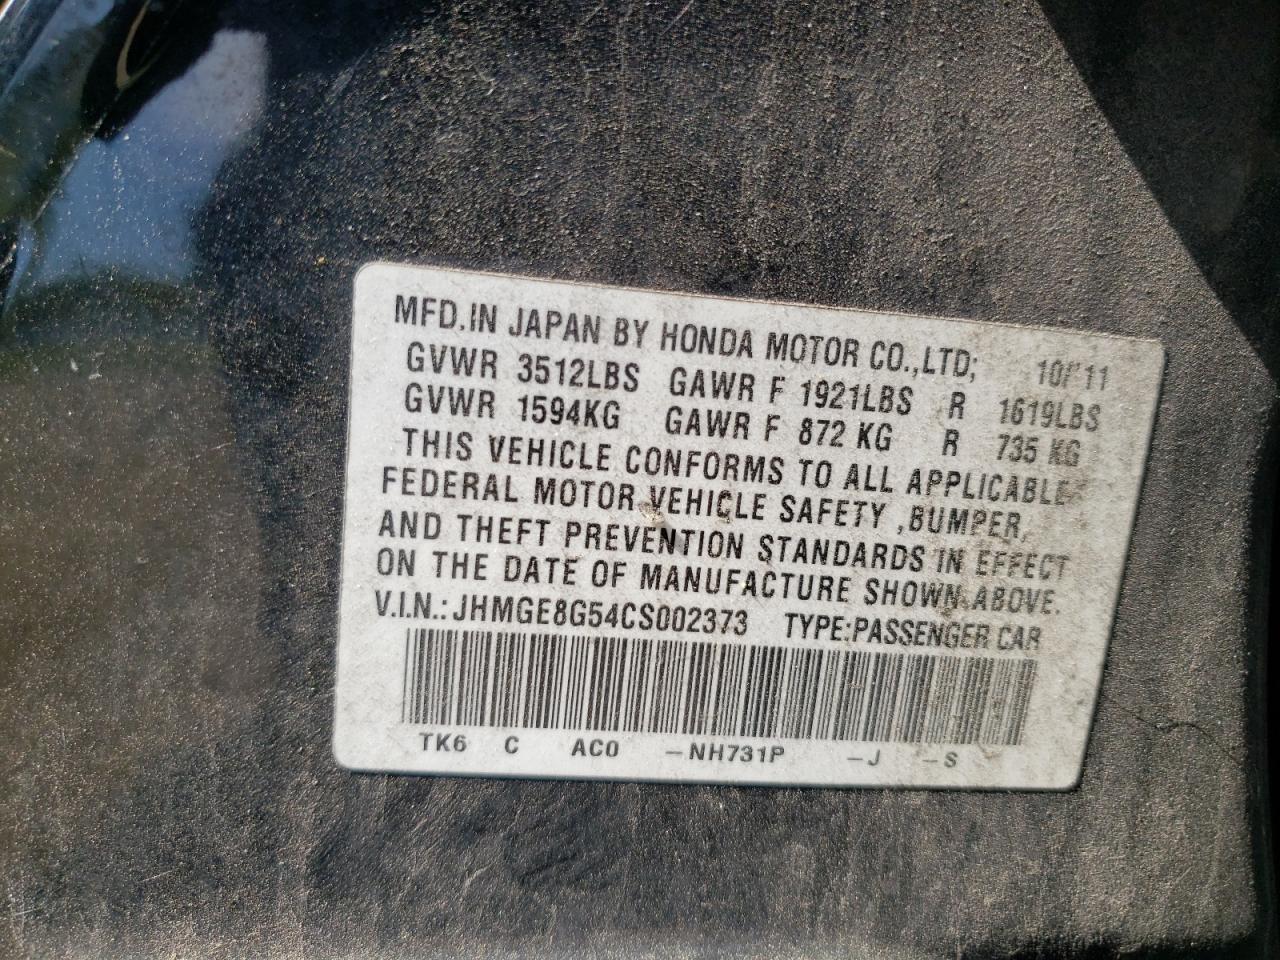 MFD.IN JAPAN BY HONDA MOTOR CO.,LTD; 10/'11
GVWR 3512LBS GAWR F 1921LBS R 1619LBS
GVWR 1594KG GAWR F 872 KG R 735 KG
THIS VEHICLE CONFORMS TO ALL APPLICABLE
FEDERAL MOTOR VEHICLE SAFETY ,BUMPER,
AND THEFT PREVENTION STANDARDS IN EFFECT
ON THE DATE OF MANUFACTURE SHOWN ABOVE.
V.I.N.: JHMGE8G54CS002373 TYPE:PASSENGER CAR
TK6 C AC0 -NH731P -J -S